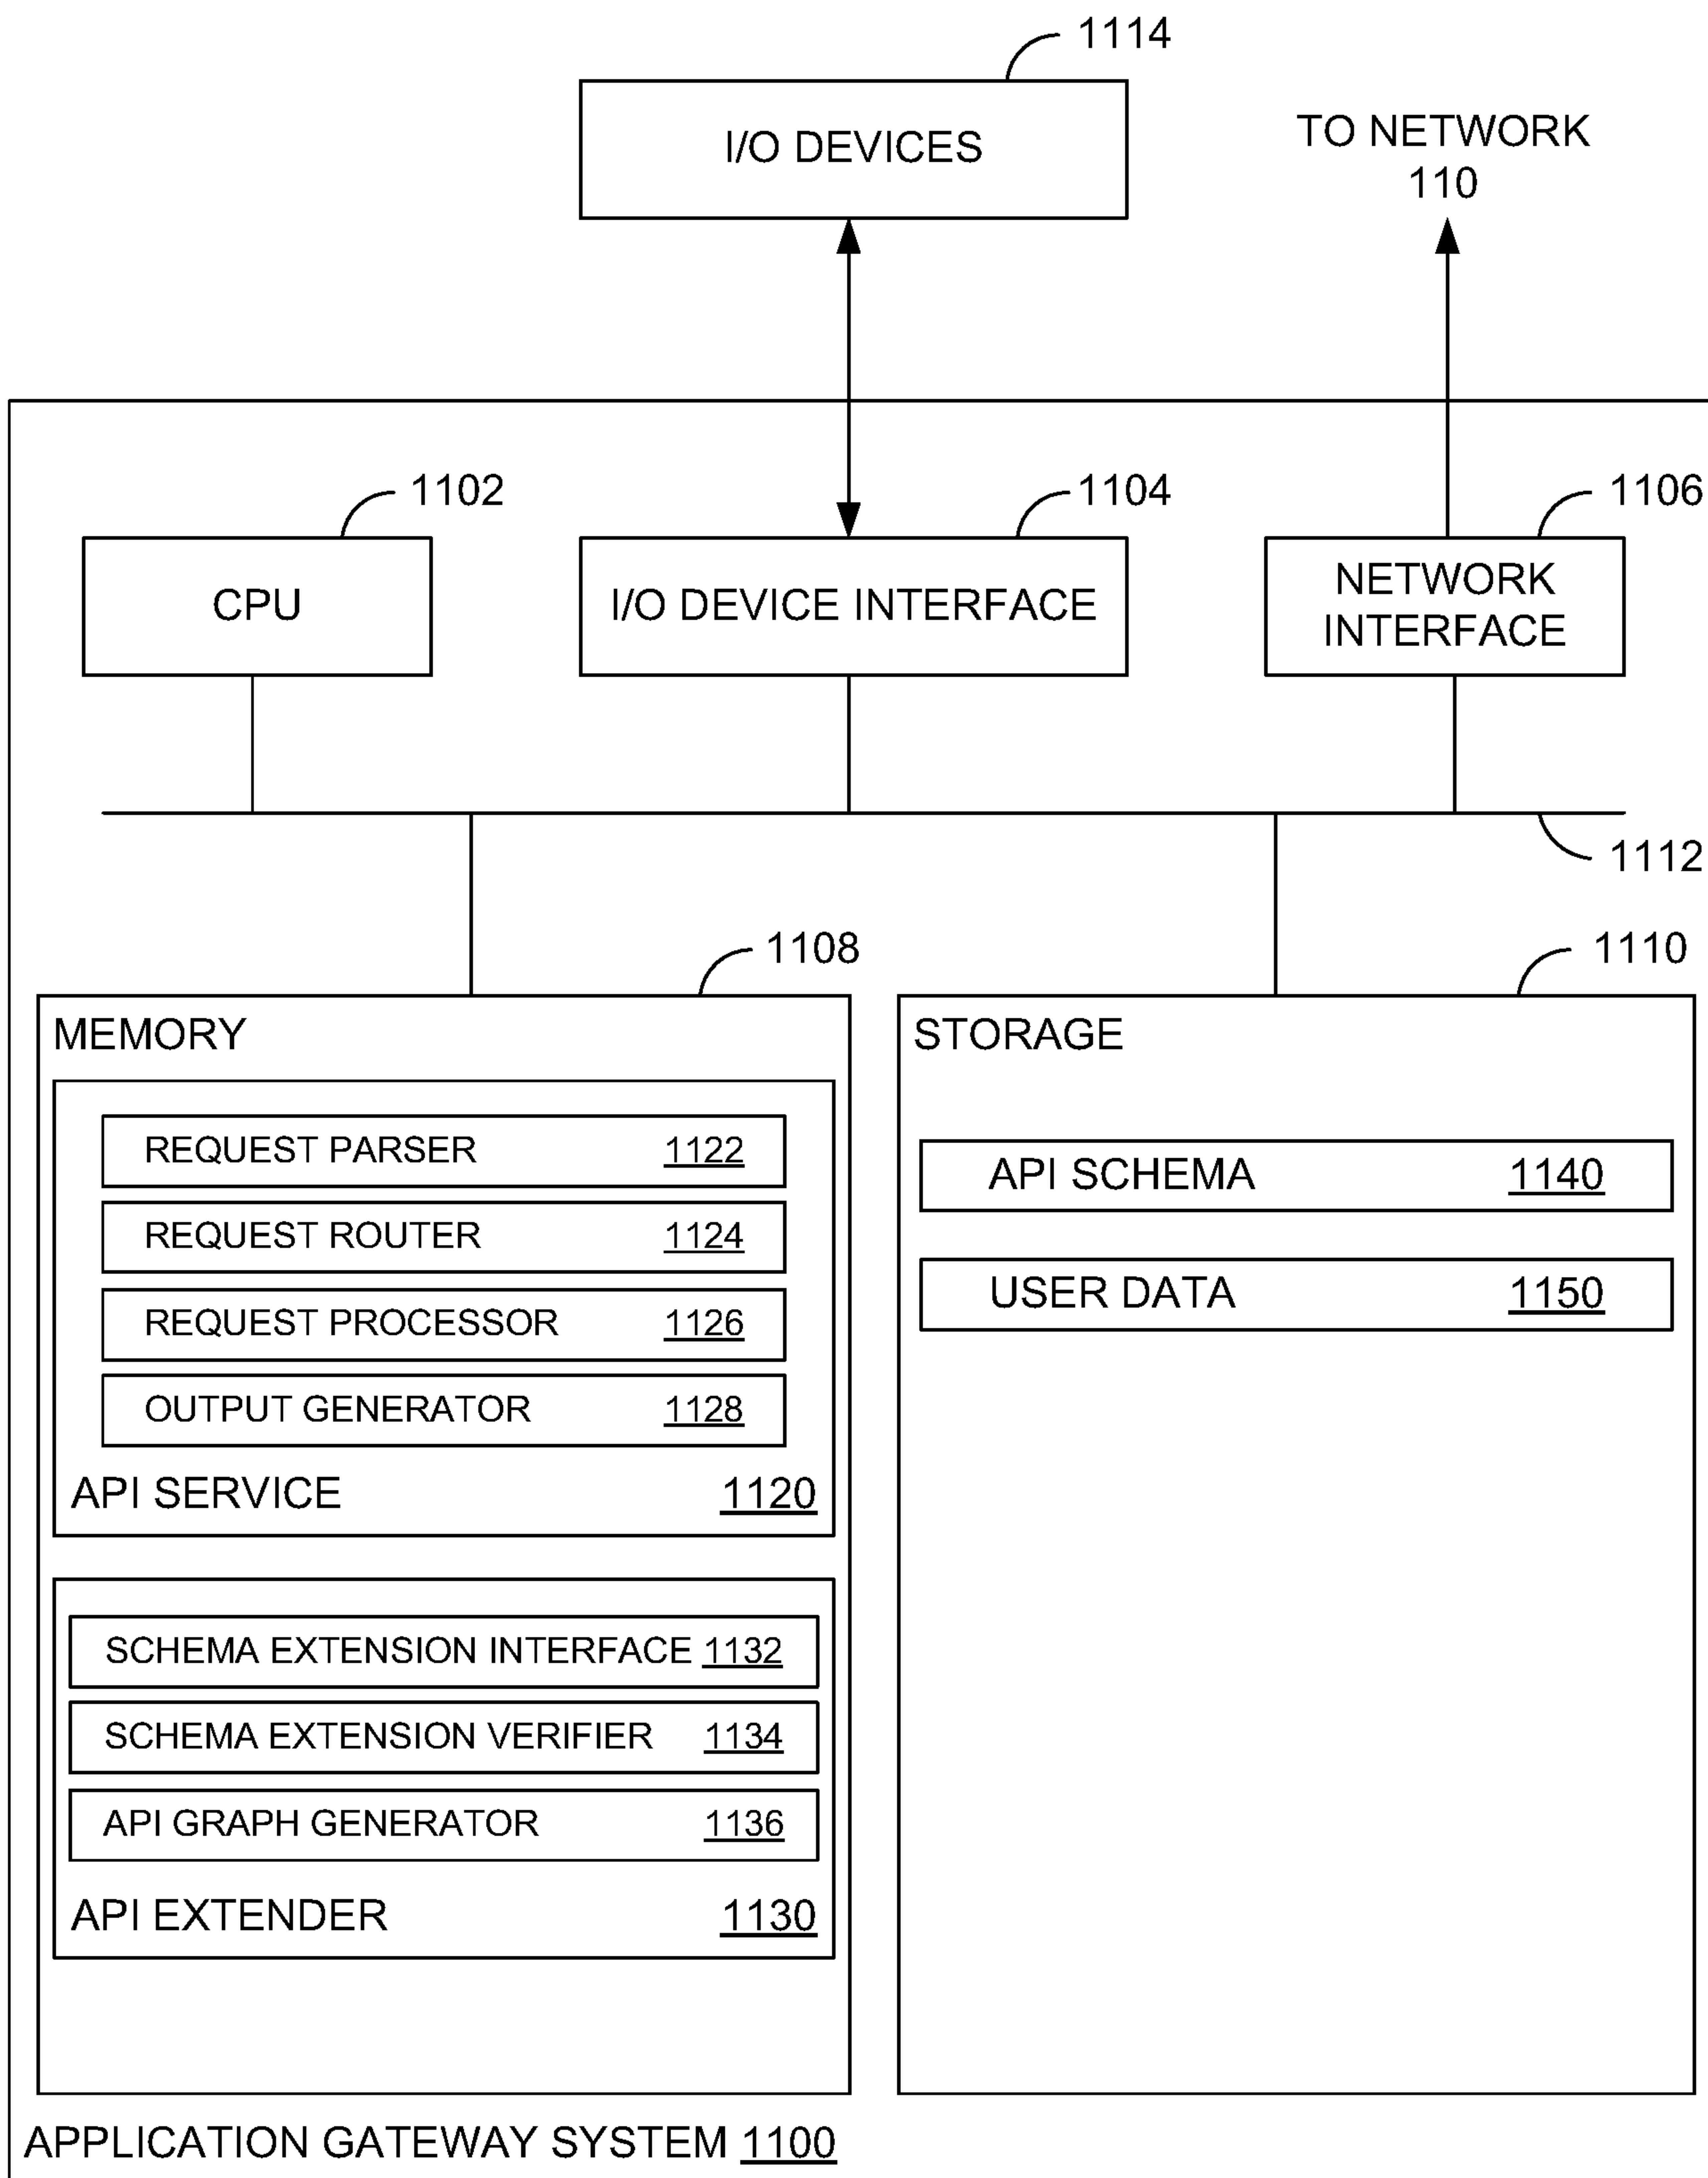 1114
I/O DEVICES
TO NETWORK
110
1102
1104
1106
CPU
I/O DEVICE INTERFACE
NETWORK
INTERFACE
1112
1108
1110
MEMORY
REQUEST PARSER 1122
REQUEST ROUTER 1124
REQUEST PROCESSOR 1126
OUTPUT GENERATOR 1128
API SERVICE 1120
SCHEMA EXTENSION INTERFACE 1132
SCHEMA EXTENSION VERIFIER 1134
API GRAPH GENERATOR 1136
API EXTENDER 1130
STORAGE
API SCHEMA 1140
USER DATA 1150
APPLICATION GATEWAY SYSTEM 1100